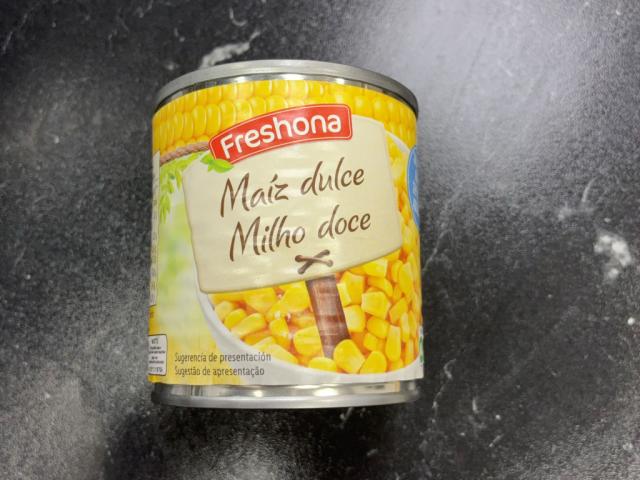 Freshona
Maíz dulce
Milho doce
Sugerencia de presentación
Sugestão de apresentação